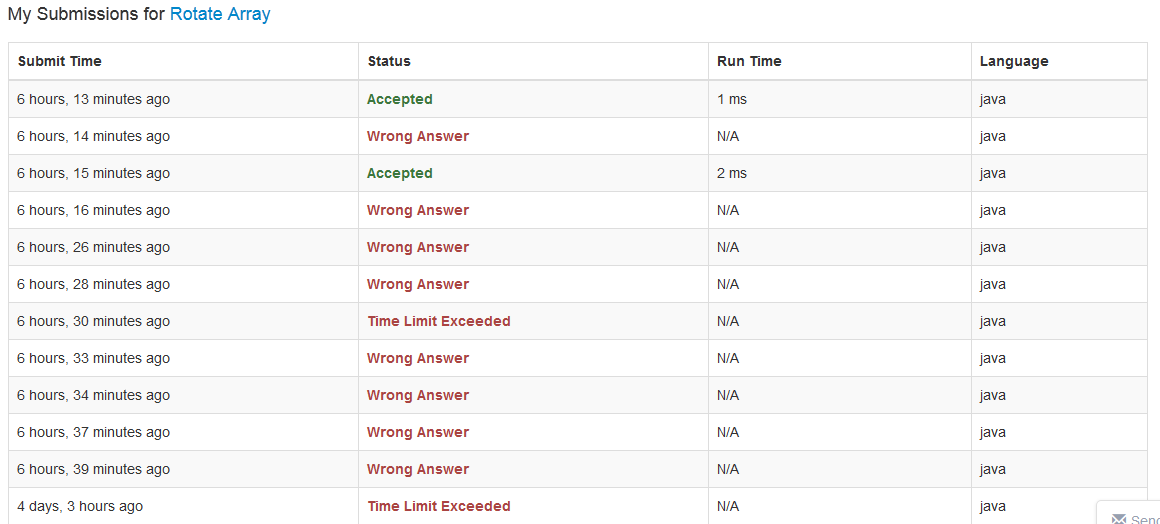 My Submissions for Rotate Array
Submit Time Status Run Time Language
6 hours, 13 minutes ago Accepted 1 ms java
6 hours, 14 minutes ago Wrong Answer N/A java
6 hours, 15 minutes ago Accepted 2 ms java
6 hours, 16 minutes ago Wrong Answer N/A java
6 hours, 26 minutes ago Wrong Answer N/A java
6 hours, 28 minutes ago Wrong Answer N/A java
6 hours, 30 minutes ago Time Limit Exceeded N/A java
6 hours, 33 minutes ago Wrong Answer N/A java
6 hours, 34 minutes ago Wrong Answer N/A java
6 hours, 37 minutes ago Wrong Answer N/A java
6 hours, 39 minutes ago Wrong Answer N/A java
4 days, 3 hours ago Time Limit Exceeded N/A java